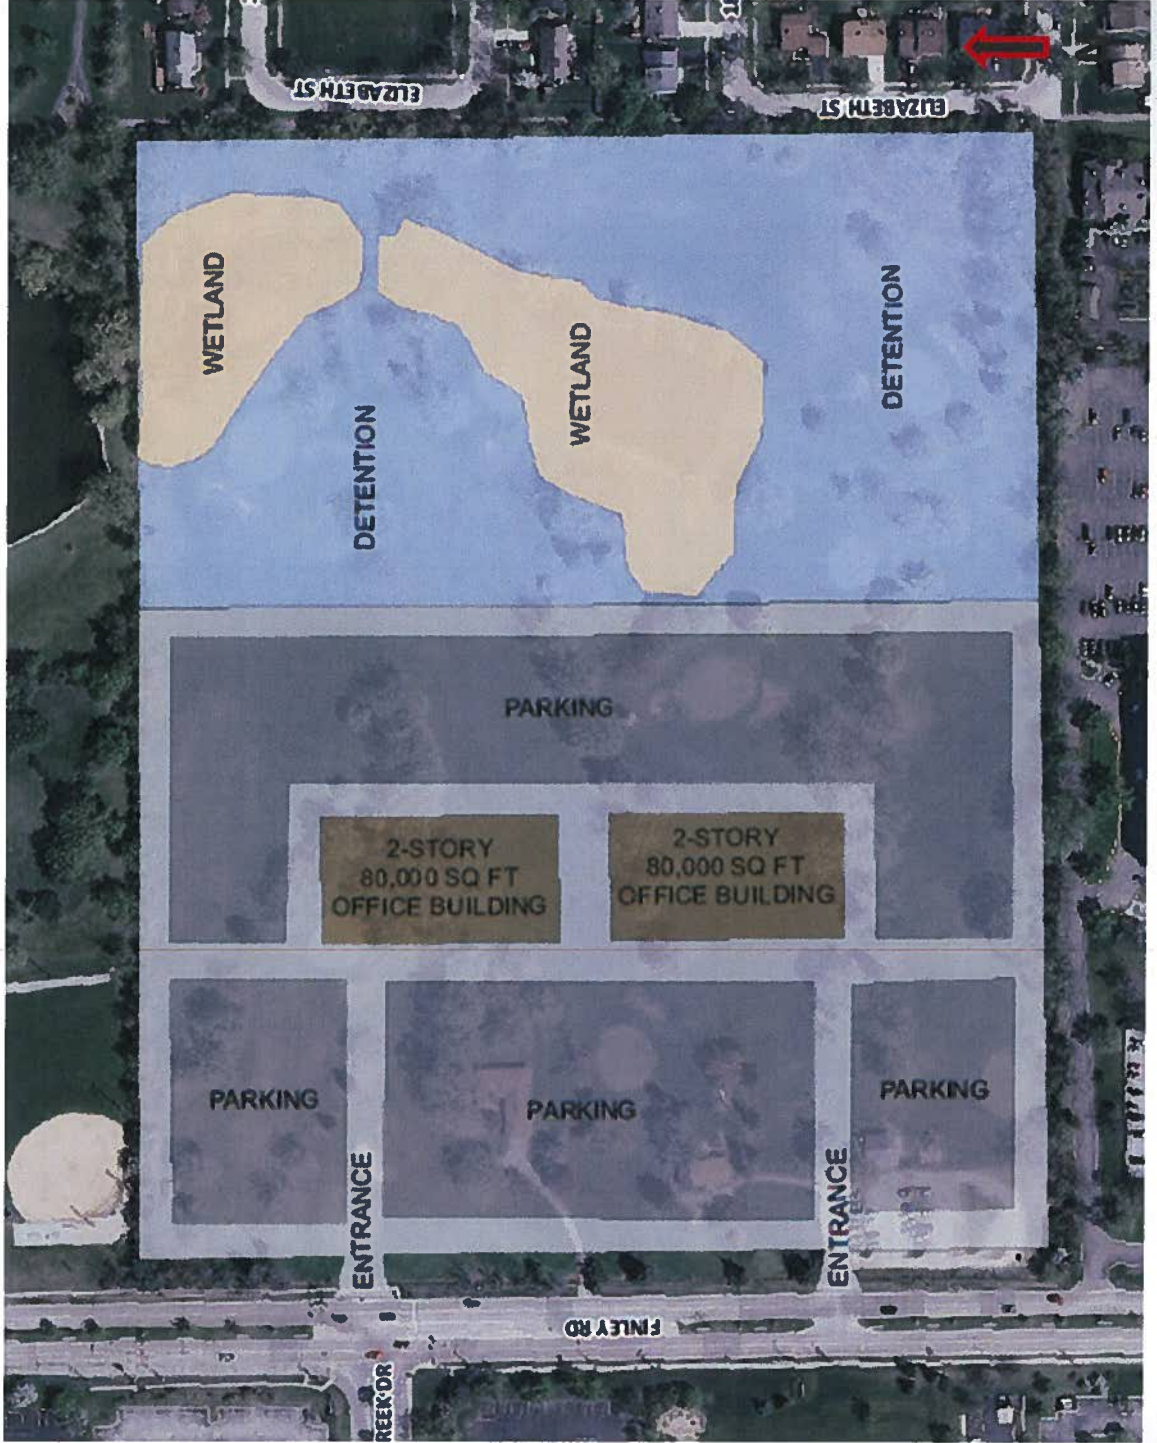 ELIZABETH ST
ELIZABETH ST
WETLAND
WETLAND
DETENTION
DETENTION
PARKING
2-STORY
80,000 SQ FT
OFFICE BUILDING
2-STORY
80,000 SQ FT
OFFICE BUILDING
PARKING
PARKING
PARKING
ENTRANCE
ENTRANCE
FINLEY RD
REEK DR
N